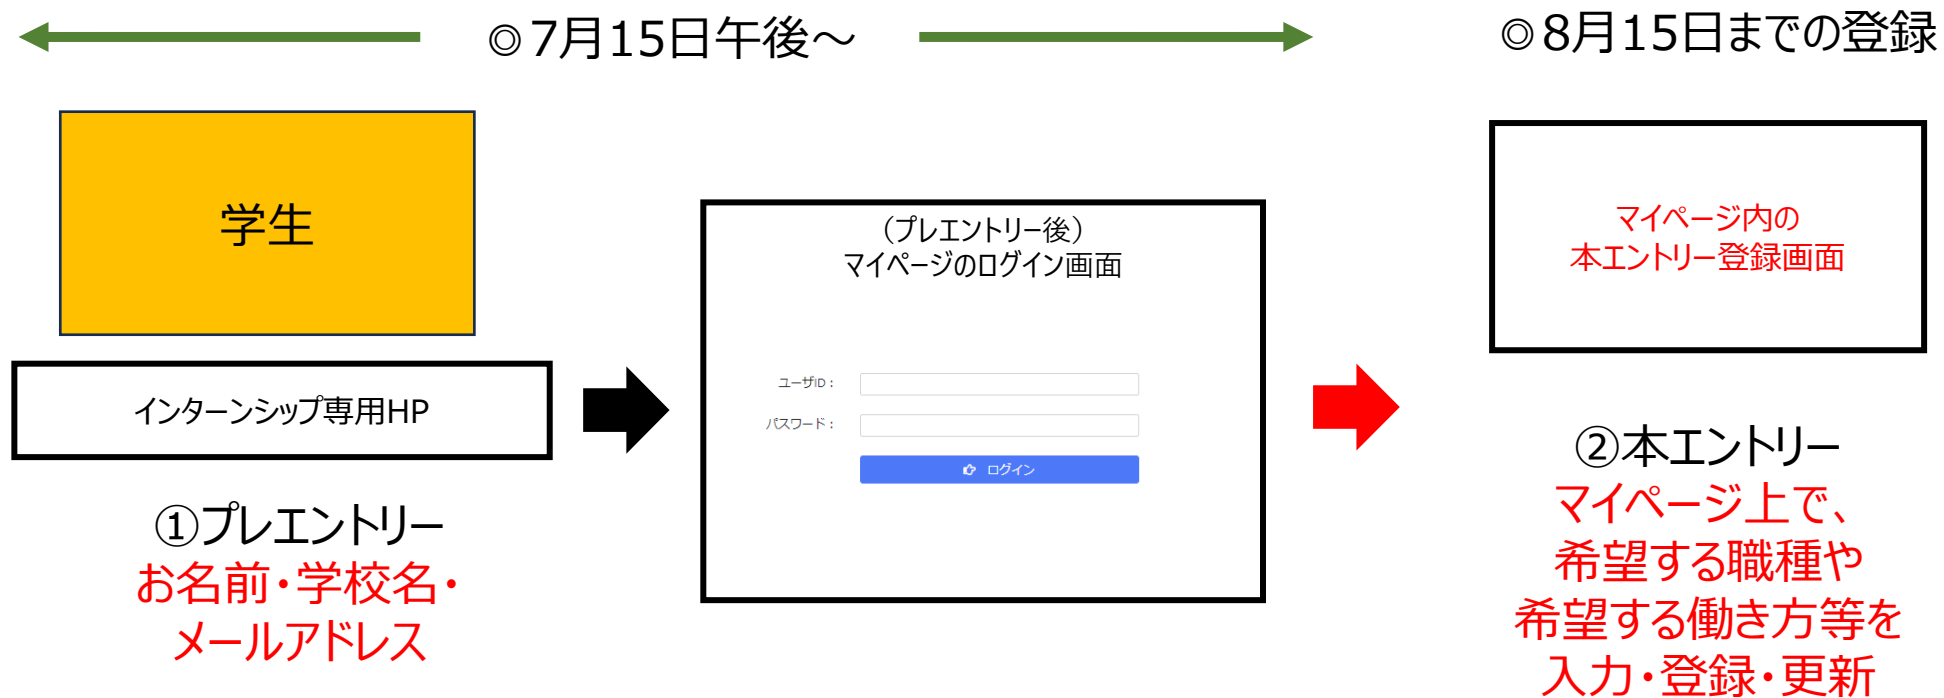 ◎7月15日午後～
◎8月15日までの登録
学生
インターンシップ専用HP
①プレエントリー
お名前・学校名・
メールアドレス
（プレエントリー後）
マイページのログイン画面
ユーザID：
パスワード：
ログイン
マイページ内の
本エントリー登録画面
②本エントリー
マイページ上で、
希望する職種や
希望する働き方等を
入力・登録・更新